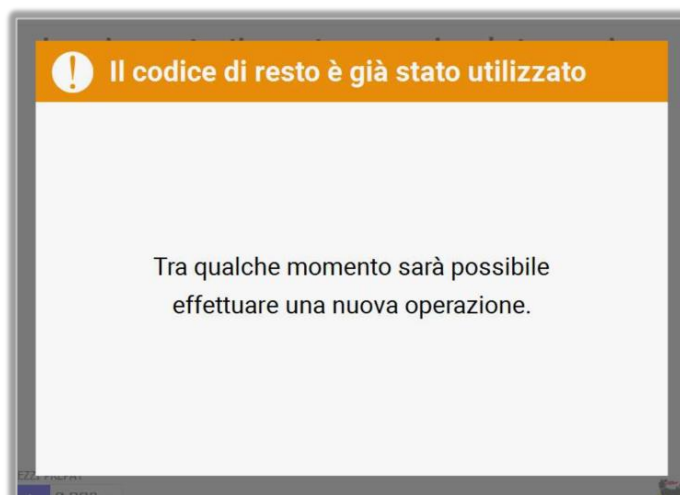 Il codice di resto è già stato utilizzato
Tra qualche momento sarà possibile
effettuare una nuova operazione.